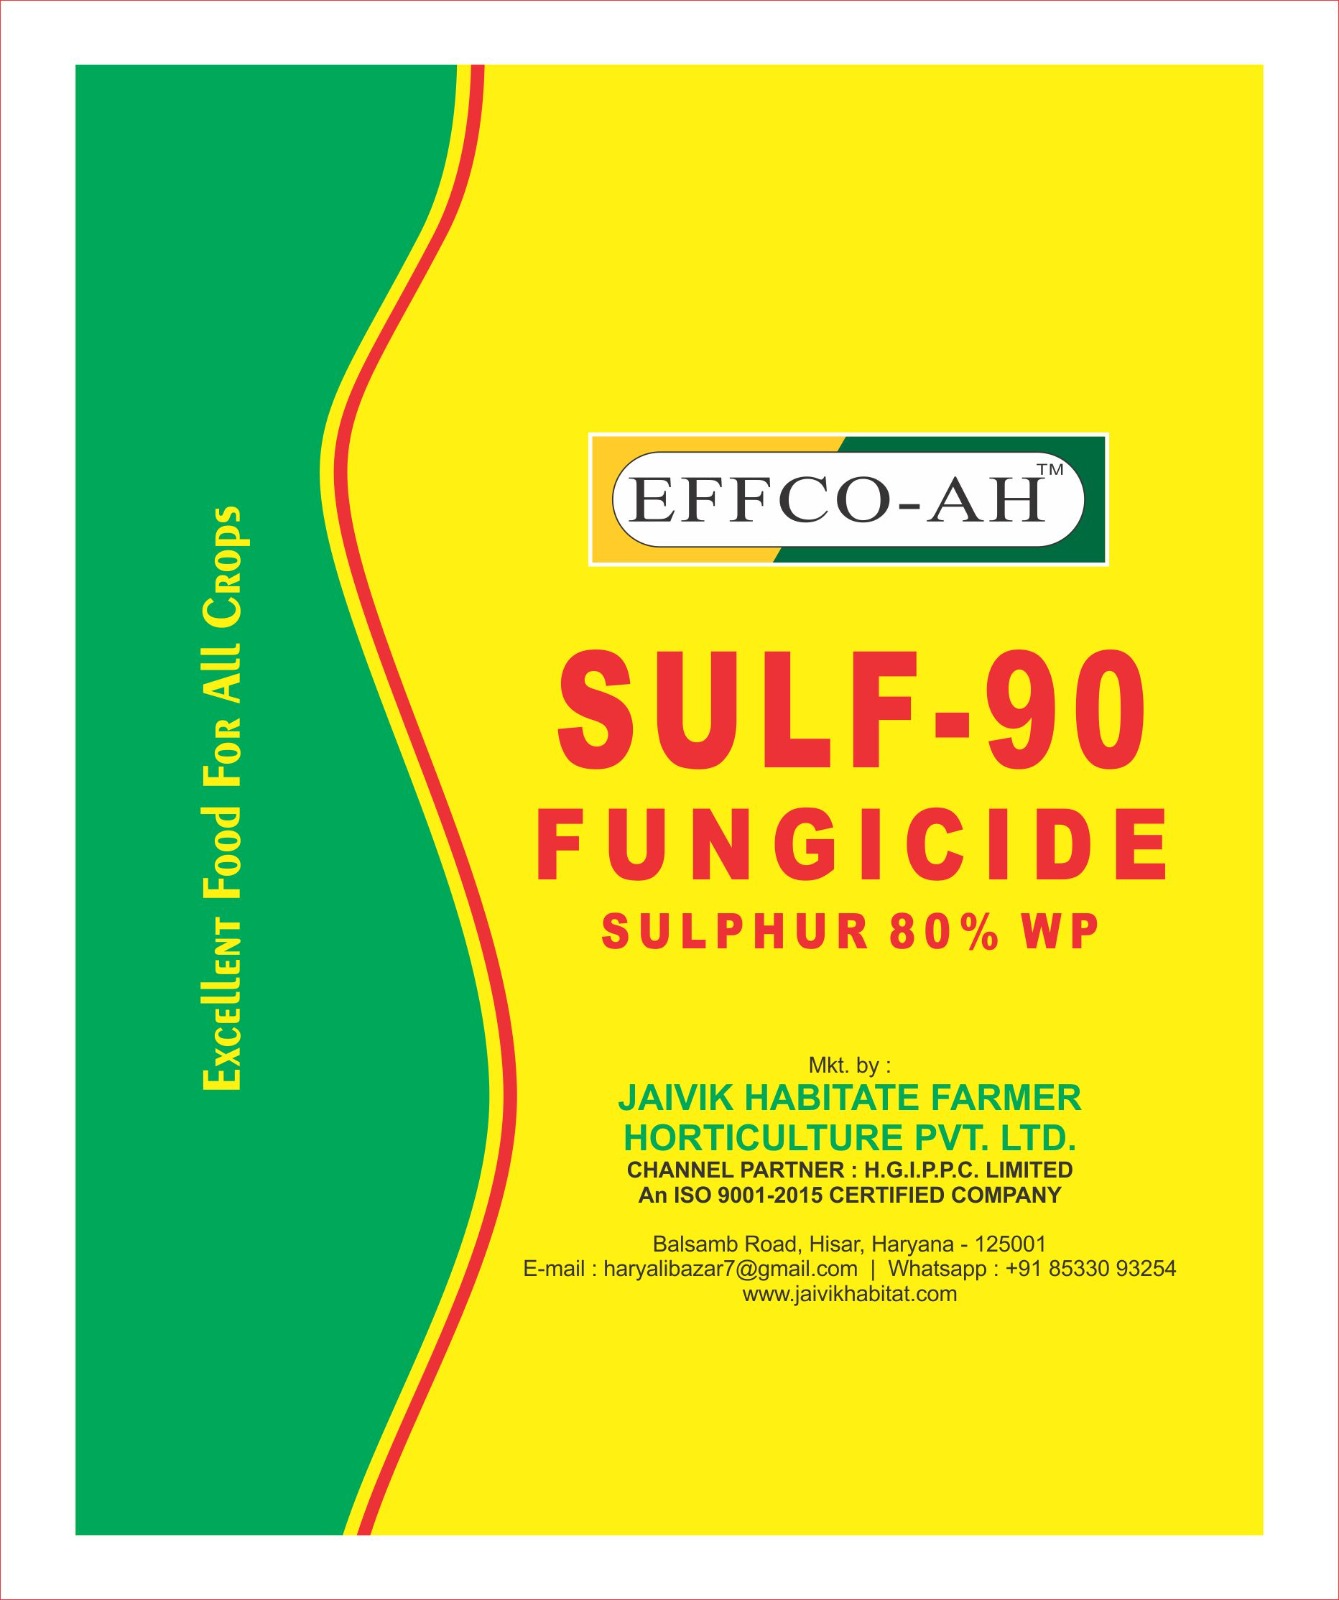 Excellent Food For All Crops
EFFCO-AH™
SULF-90
FUNGICIDE
SULPHUR 80% WP
Mkt. by :
JAIVIK HABITATE FARMER
HORTICULTURE PVT. LTD.
CHANNEL PARTNER : H.G.I.P.P.C. LIMITED
An ISO 9001-2015 CERTIFIED COMPANY
Balsamb Road, Hisar, Haryana - 125001
E-mail : haryalibazar7@gmail.com | Whatsapp : +91 85330 93254
www.jaivikhabitat.com